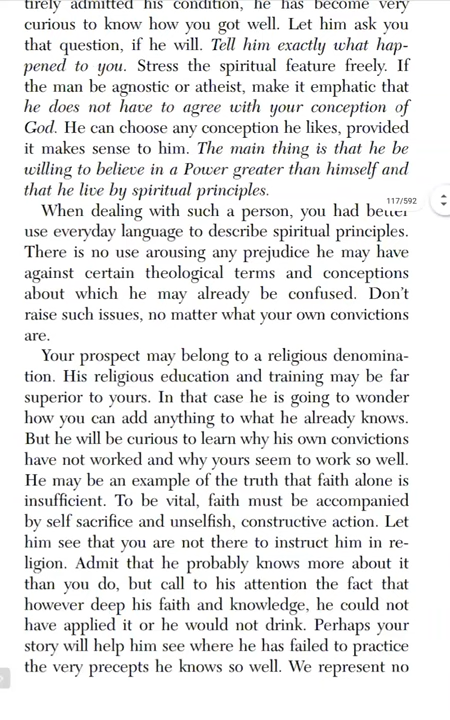 tirely admitted his condition, he has become very
curious to know how you got well. Let him ask you
that question, if he will. Tell him exactly what hap-
pened to you. Stress the spiritual feature freely. If
the man be agnostic or atheist, make it emphatic that
he does not have to agree with your conception of
God. He can choose any conception he likes, provided
it makes sense to him. The main thing is that he be
willing to believe in a Power greater than himself and
that he live by spiritual principles.
117/592
When dealing with such a person, you had better
use everyday language to describe spiritual principles.
There is no use arousing any prejudice he may have
against certain theological terms and conceptions
about which he may already be confused. Don't
raise such issues, no matter what your own convictions
are.
Your prospect may belong to a religious denomina-
tion. His religious education and training may be far
superior to yours. In that case he is going to wonder
how you can add anything to what he already knows.
But he will be curious to learn why his own convictions
have not worked and why yours seem to work so well.
He may be an example of the truth that faith alone is
insufficient. To be vital, faith must be accompanied
by self sacrifice and unselfish, constructive action. Let
him see that you are not there to instruct him in re-
ligion. Admit that he probably knows more about it
than you do, but call to his attention the fact that
however deep his faith and knowledge, he could not
have applied it or he would not drink. Perhaps your
story will help him see where he has failed to practice
the very precepts he knows so well. We represent no